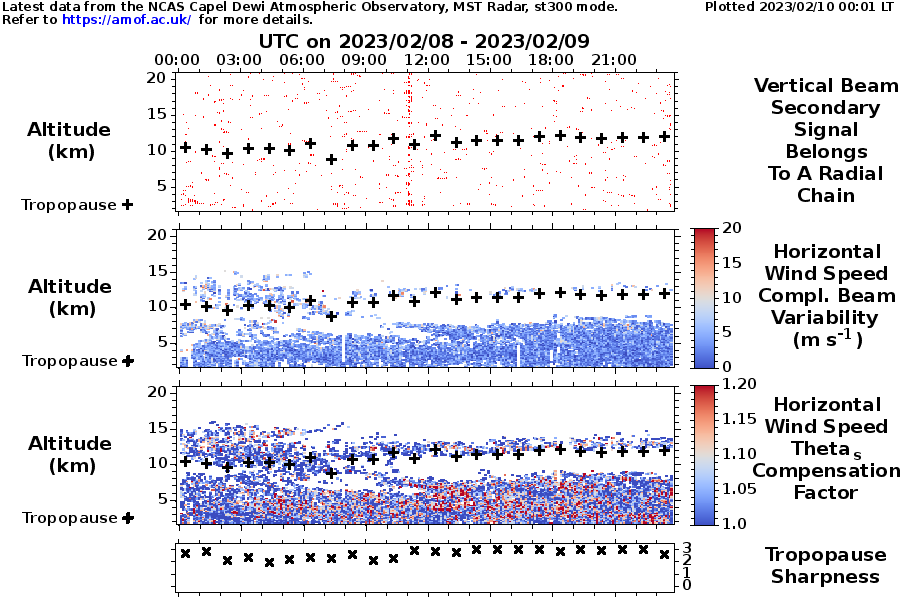 Latest data from the NCAS Capel Dewi Atmospheric Observatory, MST Radar, st300 mode.
Plotted 2023/02/10 00:01 LT
Refer to https://amof.ac.uk/ for more details.
UTC on 2023/02/08 - 2023/02/09
00:00 03:00 06:00 09:00 12:00 15:00 18:00 21:00
20
15
10
5
Altitude
(km)
Tropopause +
Vertical Beam
Secondary
Signal
Belongs
To A Radial
Chain
20
15
10
5
Altitude
(km)
Tropopause +
20
15
10
5
0
Horizontal
Wind Speed
Compl. Beam
Variability
(m s-1)
20
15
10
5
Altitude
(km)
Tropopause +
1.20
1.15
1.10
1.05
1.0
Horizontal
Wind Speed
Theta s
Compensation
Factor
3
2
1
0
Tropopause
Sharpness